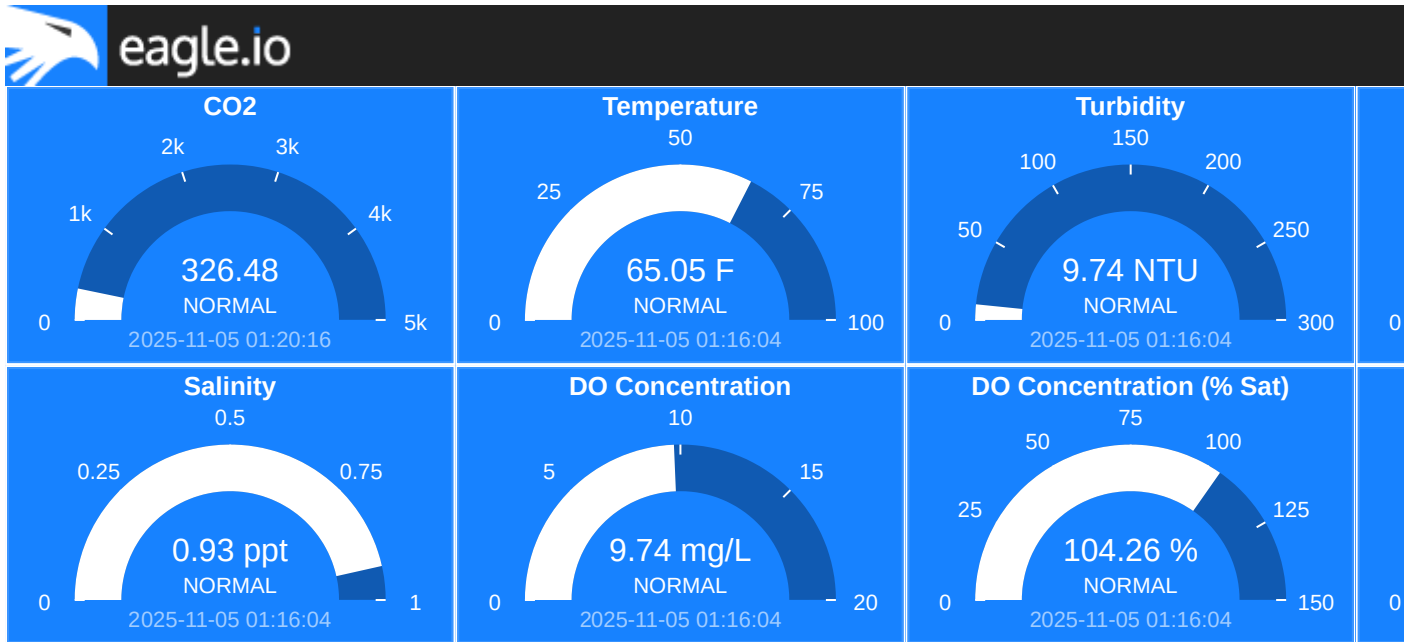 eagle.io
CO2
2k
3k
1k
4k
326.48
NORMAL
0
5k
2025-11-05 01:20:16
Temperature
50
25
75
65.05 F
NORMAL
0
100
2025-11-05 01:16:04
Turbidity
150
100
200
50
250
9.74 NTU
NORMAL
0
300
2025-11-05 01:16:04
0
Salinity
0.5
0.25
0.75
0.93 ppt
NORMAL
0
1
2025-11-05 01:16:04
DO Concentration
10
5
15
9.74 mg/L
NORMAL
0
20
2025-11-05 01:16:04
DO Concentration (% Sat)
75
50
100
25
125
104.26 %
NORMAL
0
150
2025-11-05 01:16:04
0